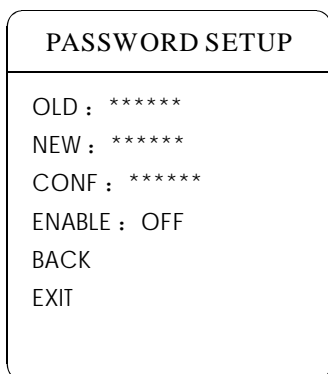 PASSWORD SETUP
OLD： ******
NEW： ******
CONF： ******
ENABLE： OFF
BACK
EXIT